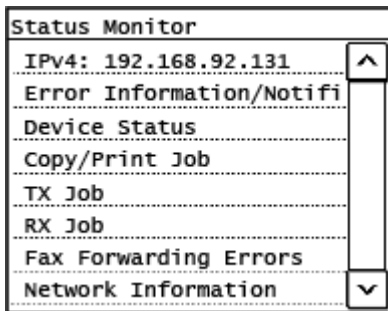 Status Monitor
IPv4: 192.168.92.131
Error Information/Notifi
Device Status
Copy/Print Job
TX Job
RX Job
Fax Forwarding Errors
Network Information